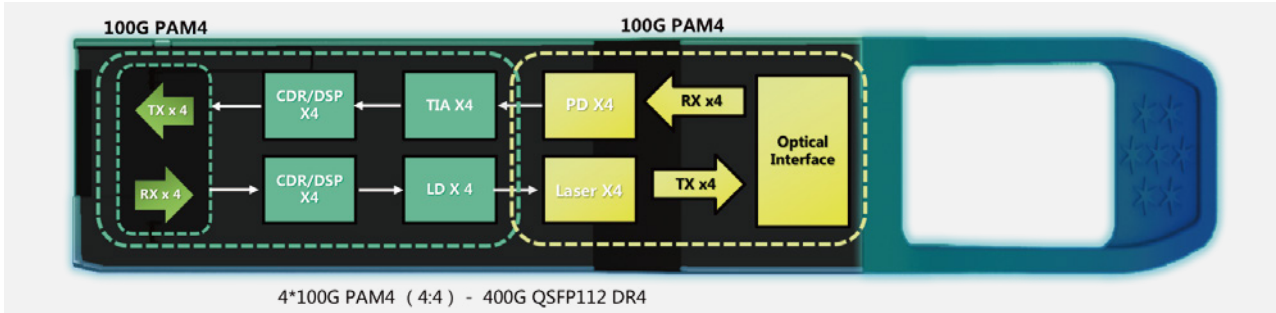 100G PAM4
100G PAM4
TX x 4
CDR/DSP
X4
TIA X4
PD X4
RX x4
Optical
Interface
RX x 4
CDR/DSP
X4
LD X 4
Laser X4
TX x4
4*100G PAM4 ( 4:4 ) - 400G QSFP112 DR4